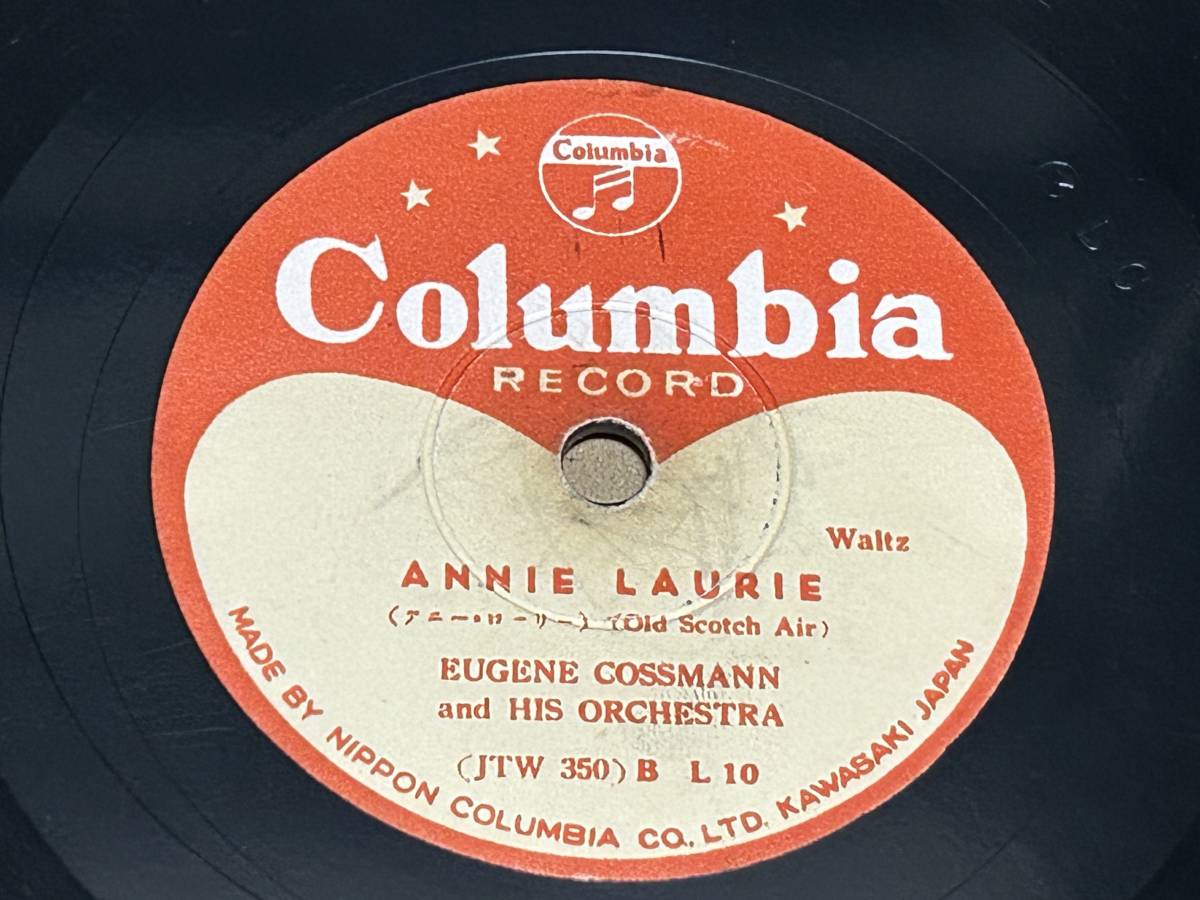 Columbia
Columbia
RECORD
Waltz
ANNIE LAURIE
(アニー・ローリー) (Old Scotch Air)
EUGENE COSSMANN
and HIS ORCHESTRA
(JTW 350) B L 10
MADE BY NIPPON COLUMBIA CO., LTD. KAWASAKI JAPAN